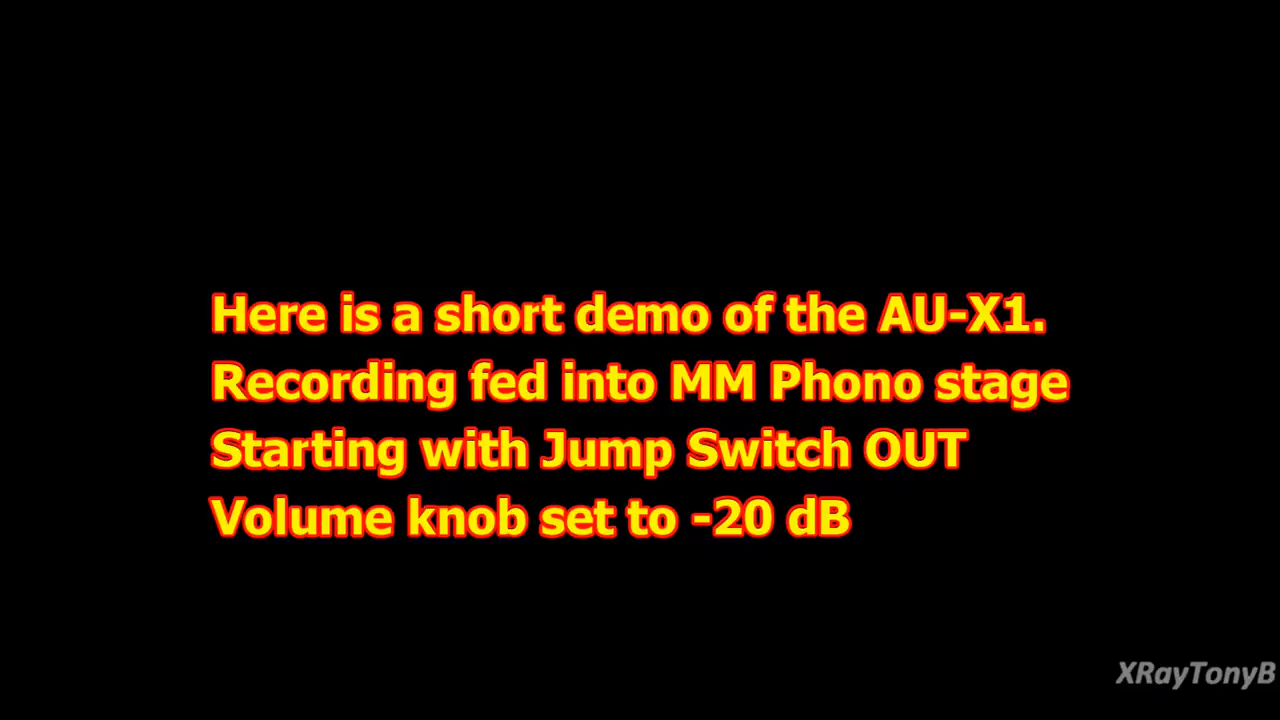 Here is a short demo of the AU-X1.
Recording fed into MM Phono stage
Starting with Jump Switch OUT
Volume knob set to -20 dB
XRayTonyB